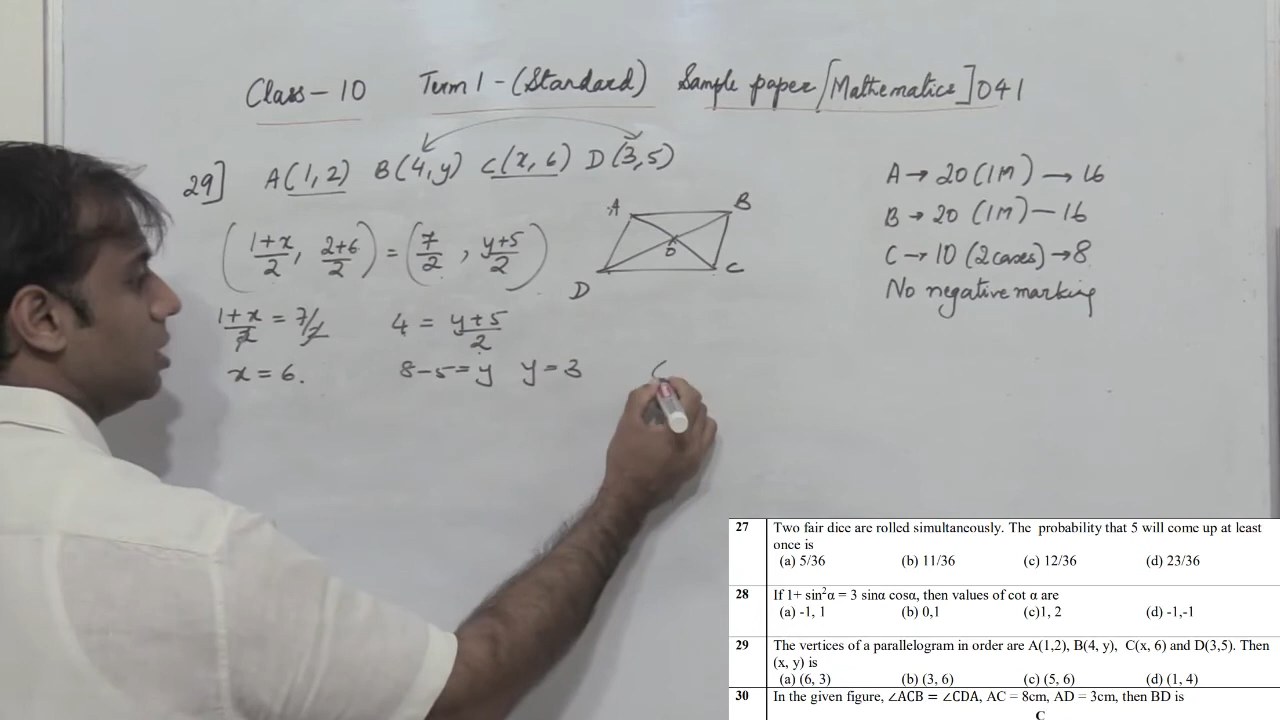 Class – 10 Term 1 - (Standard) Sample paper [Mathematics] 041
29] A(1,2) B(4,y) C(x,6) D(3,5)
(1+x/2, 2+6/2) = (7/2, y+5/2)
1+x/2 = 7/2 4 = y+5/2
x = 6. 8-5=y y=3 (
A B
O
D C
A → 20 (1M) → 16
B → 20 (1M) – 16
C → 10 (2 cases) → 8
No negative marking
27 Two fair dice are rolled simultaneously. The probability that 5 will come up at least
once is
(a) 5/36 (b) 11/36 (c) 12/36 (d) 23/36
28 If 1+ sin²α = 3 sinα cosα, then values of cot α are
(a) -1, 1 (b) 0,1 (c)1, 2 (d) -1,-1
29 The vertices of a parallelogram in order are A(1,2), B(4, y), C(x, 6) and D(3,5). Then
(x, y) is
(a) (6, 3) (b) (3, 6) (c) (5, 6) (d) (1, 4)
30 In the given figure, ∠ACB = ∠CDA, AC = 8cm, AD = 3cm, then BD is
C